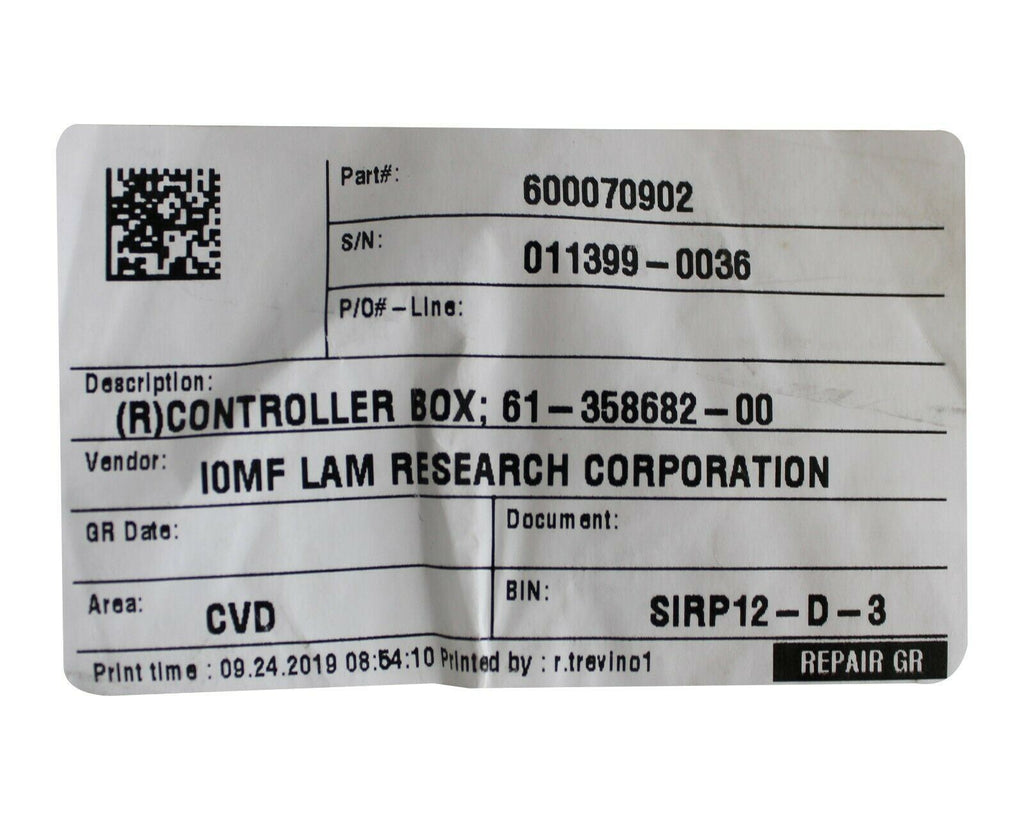 Part#: 600070902
S/N: 011399-0036
P/O#-Line:
Description:
(R)CONTROLLER BOX; 61-358682-00
Vendor: IOMF LAM RESEARCH CORPORATION
GR Date:
Document:
Area: CVD
BIN: SIRP12-D-3
Print time : 09.24.2019 08:54:10 Printed by : r.trevino1
REPAIR GR